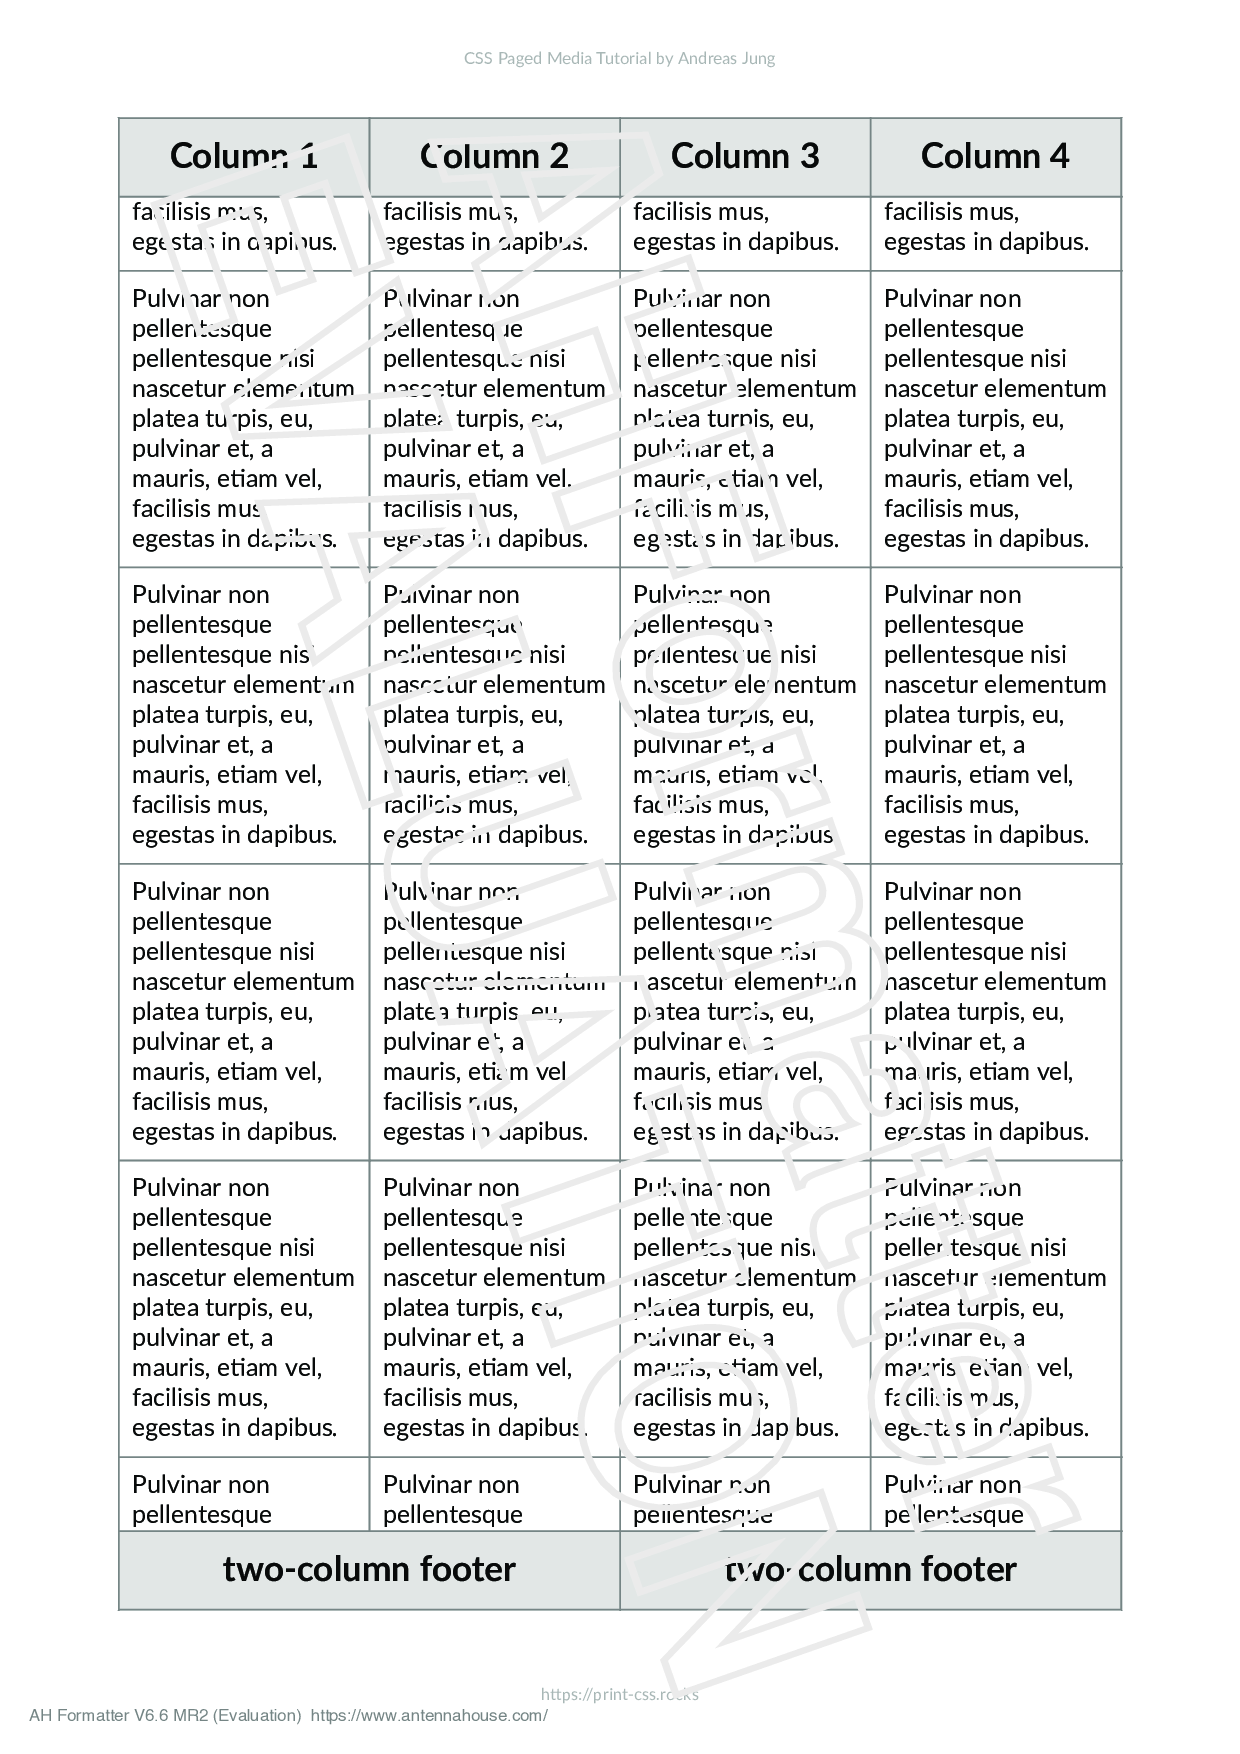 CSS Paged Media Tutorial by Andreas Jung
Column 1 Column 2 Column 3 Column 4
facilisis mus, facilisis mus, facilisis mus, facilisis mus,
egestas in dapibus. egestas in dapibus. egestas in dapibus. egestas in dapibus.
Pulvinar non Pulvinar non Pulvinar non Pulvinar non
pellentesque pellentesque pellentesque pellentesque
pellentesque nisi pellentesque nisi pellentesque nisi pellentesque nisi
nascetur elementum nascetur elementum nascetur elementum nascetur elementum
platea turpis, eu, platea turpis, eu, platea turpis, eu, platea turpis, eu,
pulvinar et, a pulvinar et, a pulvinar et, a pulvinar et, a
mauris, etiam vel, mauris, etiam vel, mauris, etiam vel, mauris, etiam vel,
facilisis mus, facilisis mus, facilisis mus, facilisis mus,
egestas in dapibus. egestas in dapibus. egestas in dapibus. egestas in dapibus.
Pulvinar non Pulvinar non Pulvinar non Pulvinar non
pellentesque pellentesque pellentesque pellentesque
pellentesque nisi pellentesque nisi pellentesque nisi pellentesque nisi
nascetur elementum nascetur elementum nascetur elementum nascetur elementum
platea turpis, eu, platea turpis, eu, platea turpis, eu, platea turpis, eu,
pulvinar et, a pulvinar et, a pulvinar et, a pulvinar et, a
mauris, etiam vel, mauris, etiam vel, mauris, etiam vel, mauris, etiam vel,
facilisis mus, facilisis mus, facilisis mus, facilisis mus,
egestas in dapibus. egestas in dapibus. egestas in dapibus. egestas in dapibus.
Pulvinar non Pulvinar non Pulvinar non Pulvinar non
pellentesque pellentesque pellentesque pellentesque
pellentesque nisi pellentesque nisi pellentesque nisi pellentesque nisi
nascetur elementum nascetur elementum nascetur elementum nascetur elementum
platea turpis, eu, platea turpis, eu, platea turpis, eu, platea turpis, eu,
pulvinar et, a pulvinar et, a pulvinar et, a pulvinar et, a
mauris, etiam vel, mauris, etiam vel, mauris, etiam vel, mauris, etiam vel,
facilisis mus, facilisis mus, facilisis mus, facilisis mus,
egestas in dapibus. egestas in dapibus. egestas in dapibus. egestas in dapibus.
Pulvinar non Pulvinar non Pulvinar non Pulvinar non
pellentesque pellentesque pellentesque pellentesque
pellentesque nisi pellentesque nisi pellentesque nisi pellentesque nisi
nascetur elementum nascetur elementum nascetur elementum nascetur elementum
platea turpis, eu, platea turpis, eu, platea turpis, eu, platea turpis, eu,
pulvinar et, a pulvinar et, a pulvinar et, a pulvinar et, a
mauris, etiam vel, mauris, etiam vel, mauris, etiam vel, mauris, etiam vel,
facilisis mus, facilisis mus, facilisis mus, facilisis mus,
egestas in dapibus. egestas in dapibus. egestas in dapibus. egestas in dapibus.
Pulvinar non Pulvinar non Pulvinar non Pulvinar non
pellentesque pellentesque pellentesque pellentesque
two-column footer two-column footer
AHFormatter
EVALUATION
https://print-css.rocks
AH Formatter V6.6 MR2 (Evaluation) https://www.antennahouse.com/